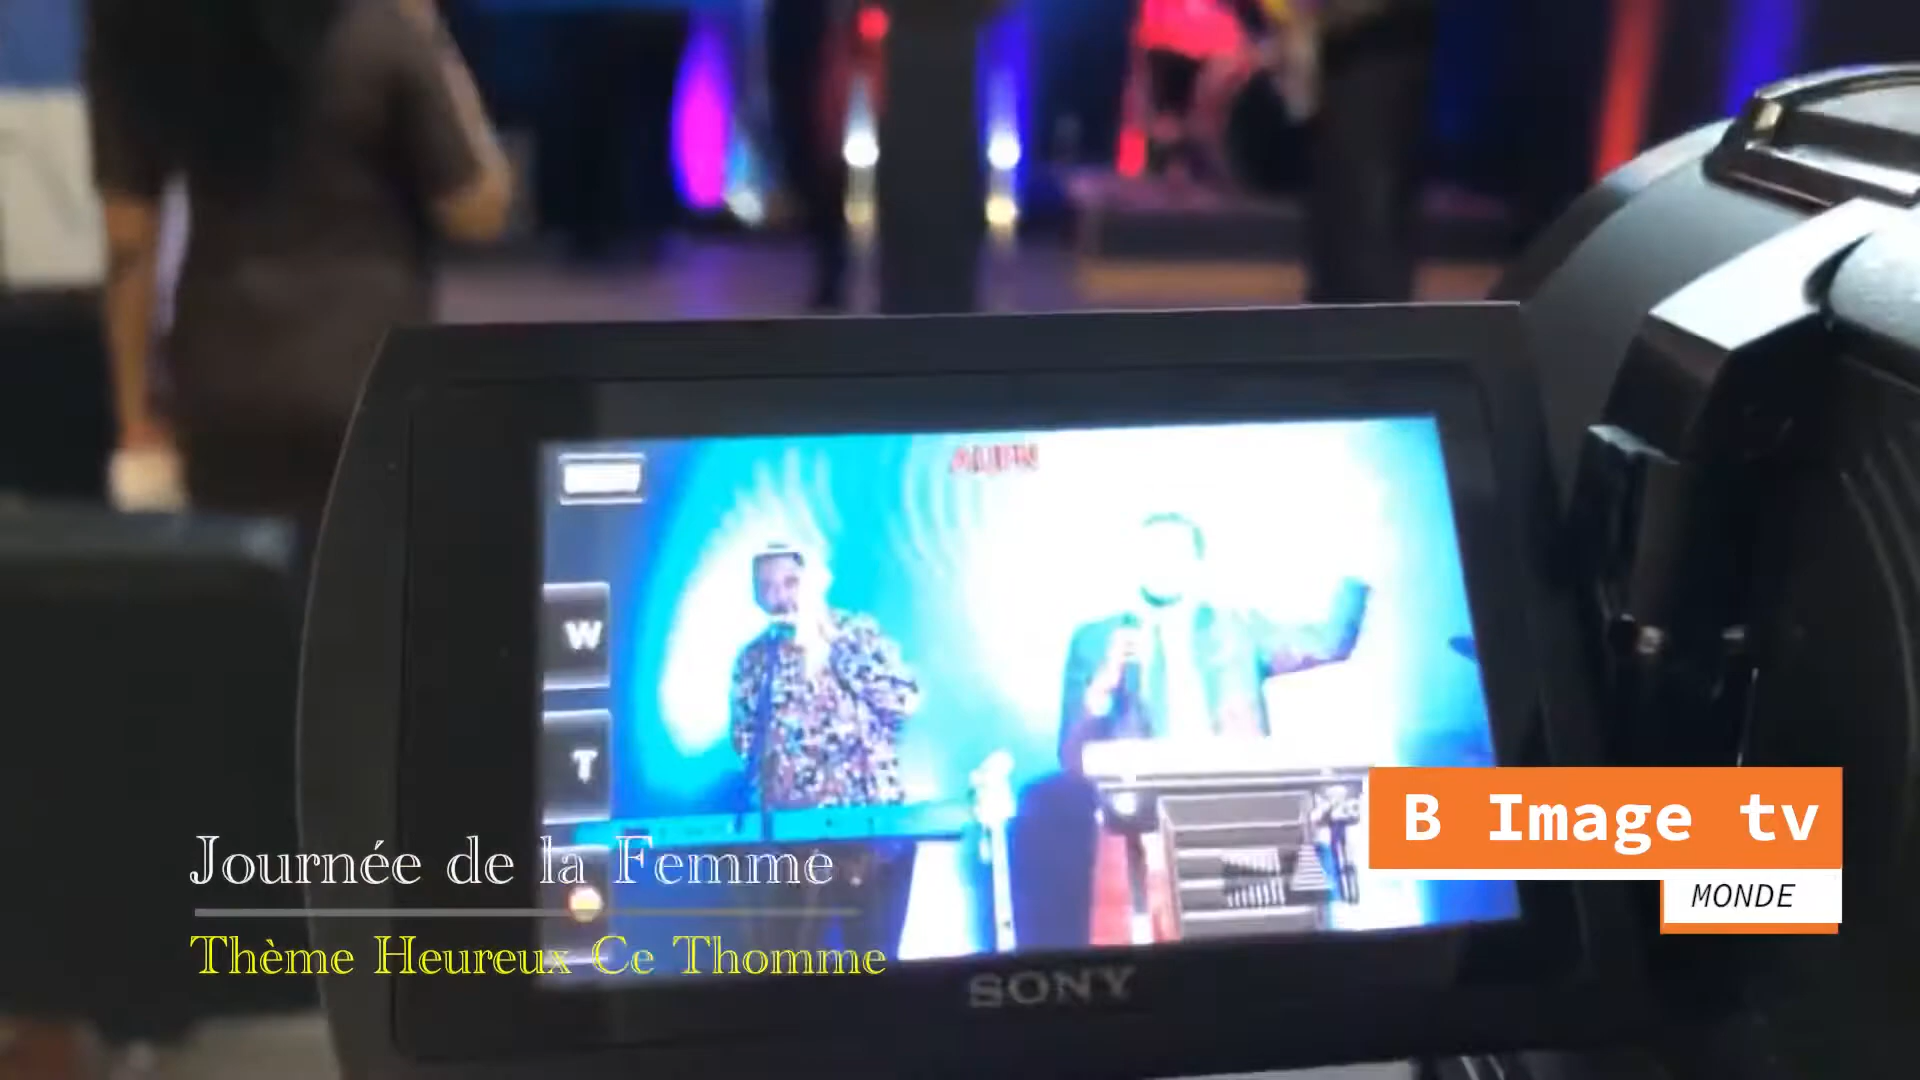 W
T
Journée de la Femme
Thème Heureux Ce Thomme
B Image tv
MONDE
SONY